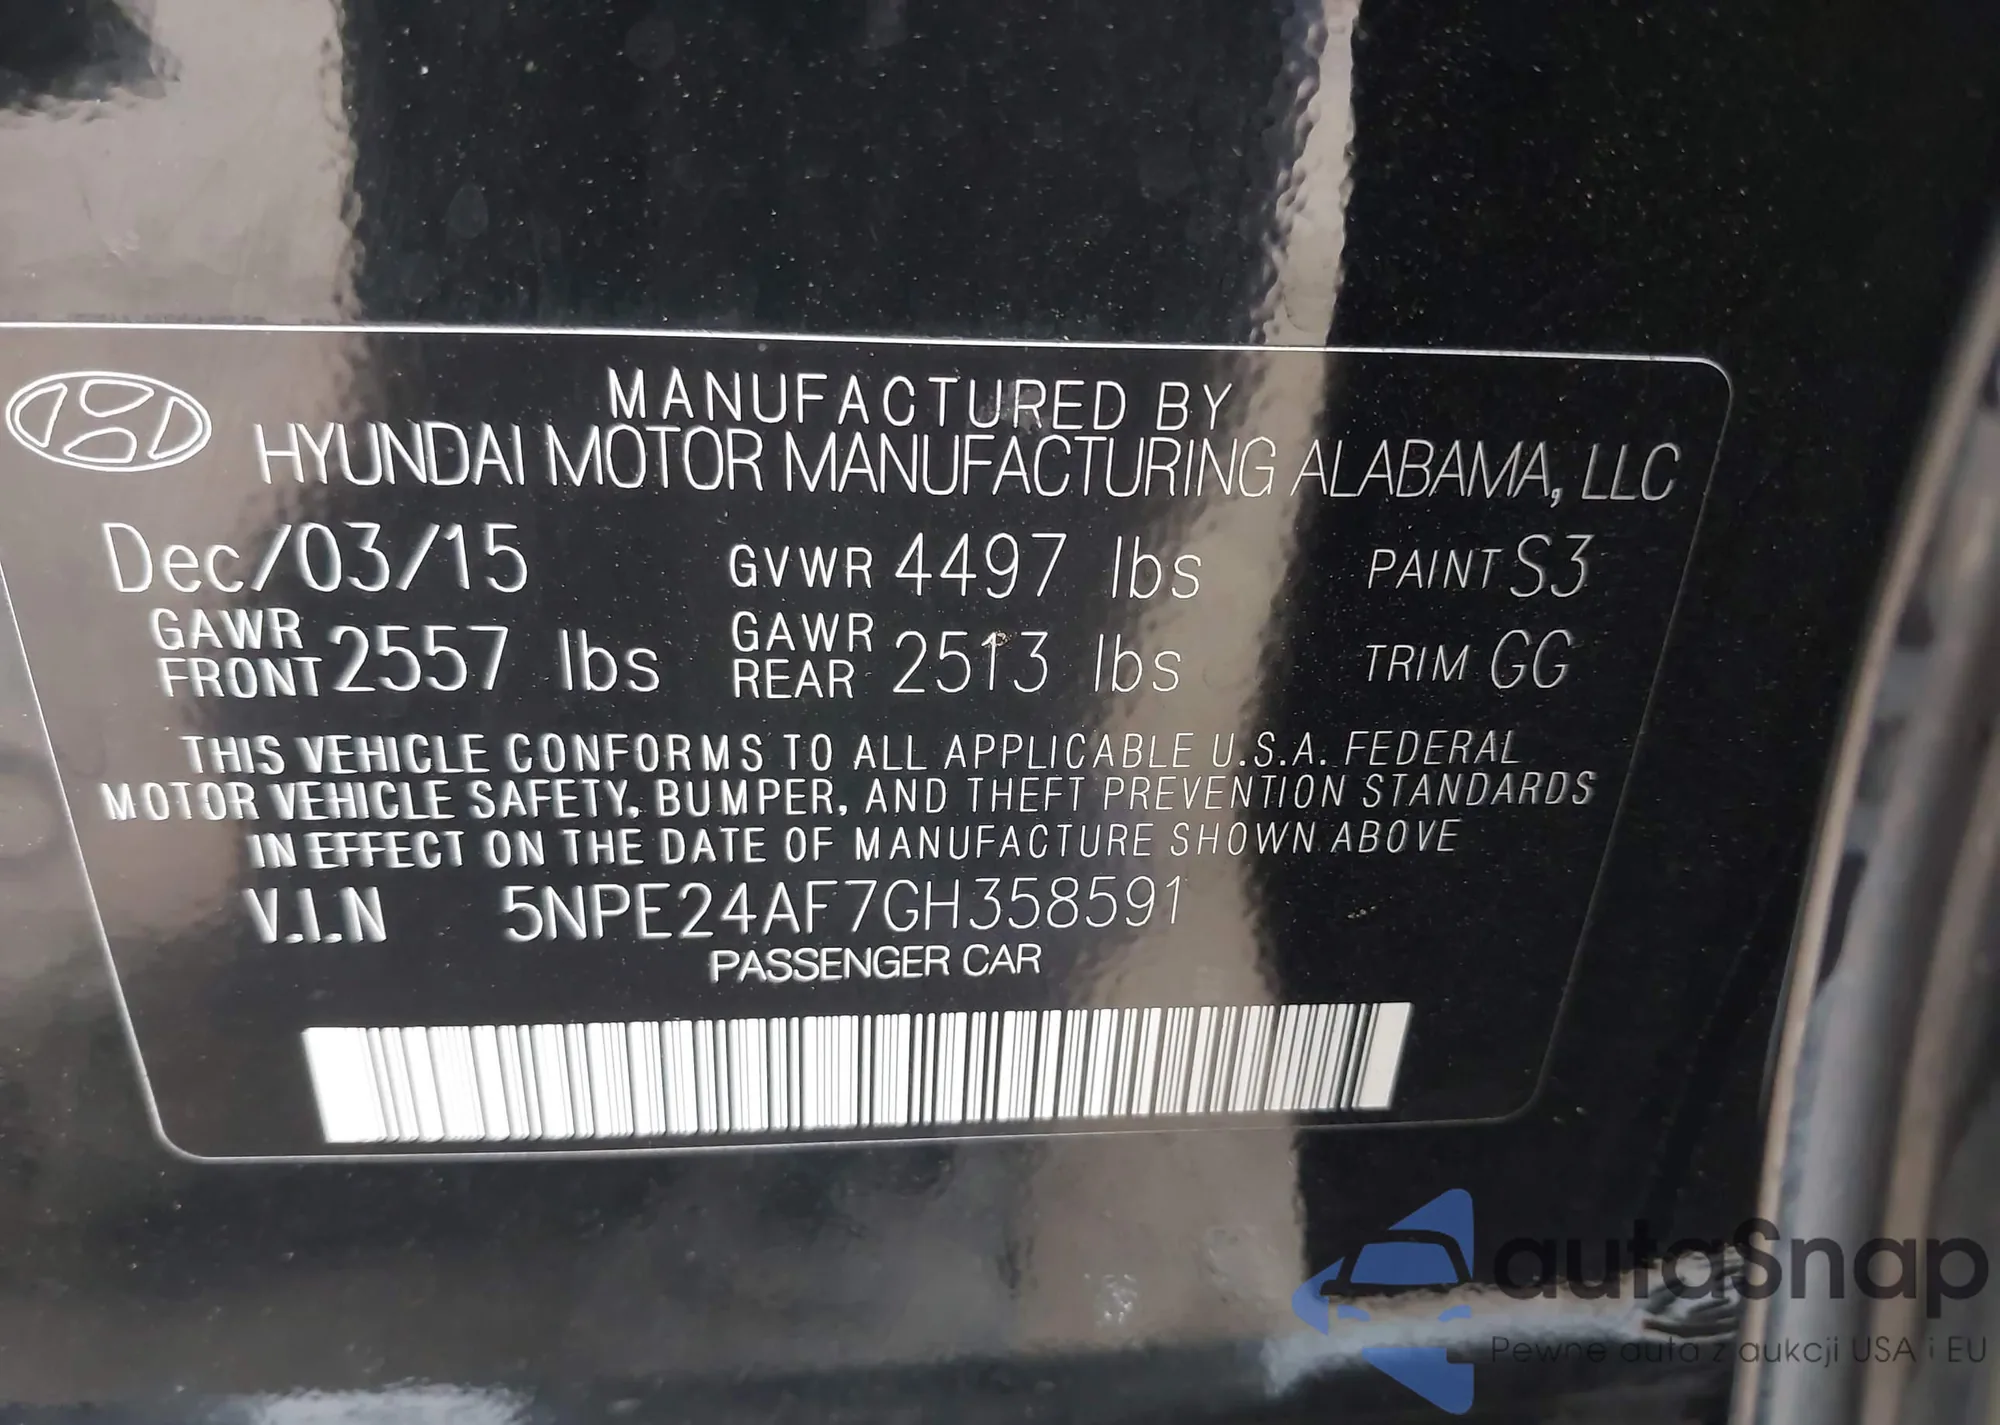 MANUFACTURED BY
HYUNDAI MOTOR MANUFACTURING ALABAMA, LLC
Dec/03/15 GVWR 4497 lbs PAINT S3
GAWR FRONT 2557 lbs GAWR REAR 2513 lbs TRIM GG
THIS VEHICLE CONFORMS TO ALL APPLICABLE U.S.A. FEDERAL
MOTOR VEHICLE SAFETY, BUMPER, AND THEFT PREVENTION STANDARDS
IN EFFECT ON THE DATE OF MANUFACTURE SHOWN ABOVE
V.I.N 5NPE24AF7GH358591
PASSENGER CAR
autaSnap
Pewne auta z aukcji USA i EU